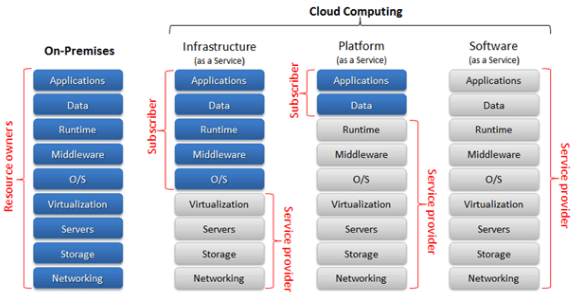 Cloud Computing
On-Premises
Infrastructure
(as a Service)
Platform
(as a Service)
Software
(as a Service)
Resource owners
Applications
Data
Runtime
Middleware
O/S
Virtualization
Servers
Storage
Networking
Subscriber
Applications
Data
Runtime
Middleware
O/S
Virtualization
Servers
Storage
Networking
Service provider
Subscriber
Applications
Data
Runtime
Middleware
O/S
Virtualization
Servers
Storage
Networking
Service provider
Applications
Data
Runtime
Middleware
O/S
Virtualization
Servers
Storage
Networking
Service provider